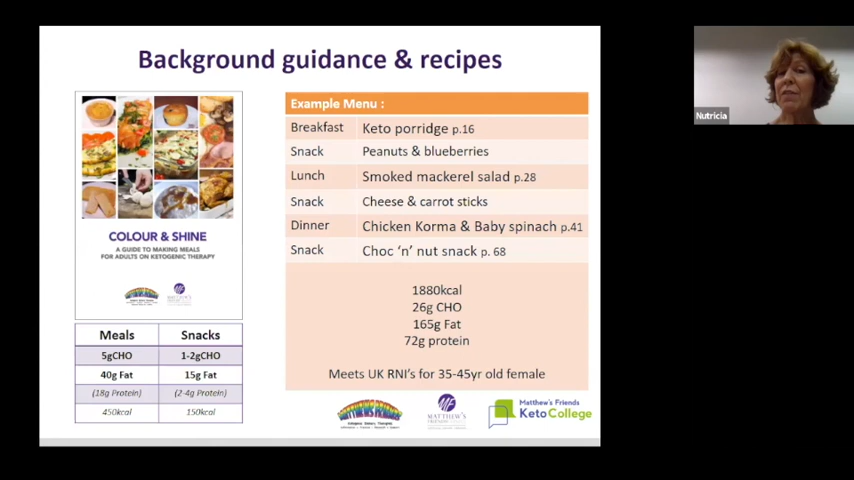 Background guidance & recipes
COLOUR & SHINE
A GUIDE TO MAKING MEALS
FOR ADULTS ON KETOGENIC THERAPY
Meals Snacks
5gCHO 1-2gCHO
40g Fat 15g Fat
(18g Protein) (2-4g Protein)
450kcal 150kcal
Example Menu :
Breakfast Keto porridge p.16
Snack Peanuts & blueberries
Lunch Smoked mackerel salad p.28
Snack Cheese & carrot sticks
Dinner Chicken Korma & Baby spinach p.41
Snack Choc ‘n’ nut snack p. 68
1880kcal
26g CHO
165g Fat
72g protein
Meets UK RNI's for 35-45yr old female
MATTHEW'S
Matthew's Friends
KetoCollege
Nutricia